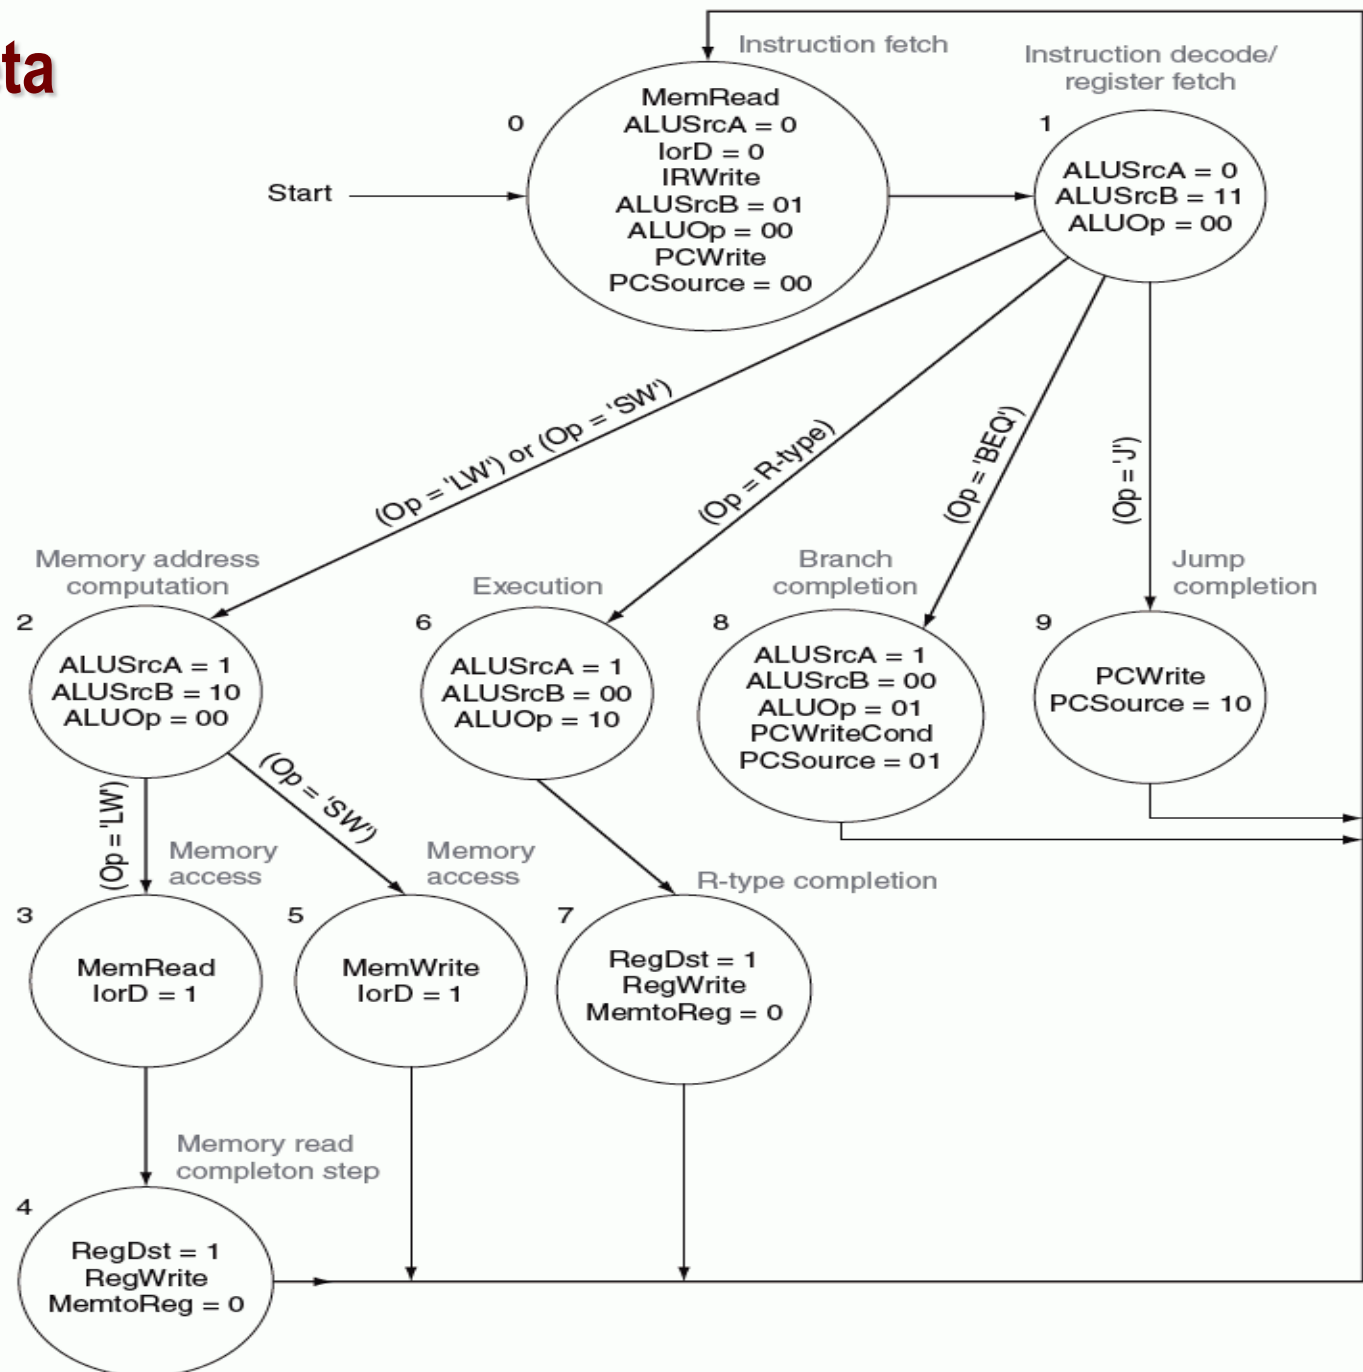 ta
Instruction fetch
Instruction decode/
register fetch
0
MemRead
ALUSrcA = 0
IorD = 0
IRWrite
ALUSrcB = 01
ALUOp = 00
PCWrite
PCSource = 00
Start
1
ALUSrcA = 0
ALUSrcB = 11
ALUOp = 00
(Op = 'LW') or (Op = 'SW')
(Op = R-type)
(Op = 'BEQ')
(Op = 'J')
Memory address
computation
2
ALUSrcA = 1
ALUSrcB = 10
ALUOp = 00
Execution
6
ALUSrcA = 1
ALUSrcB = 00
ALUOp = 10
Branch
completion
8
ALUSrcA = 1
ALUSrcB = 00
ALUOp = 01
PCWriteCond
PCSource = 01
Jump
completion
9
PCWrite
PCSource = 10
(Op = 'LW')
(Op = 'SW')
Memory
access
3
MemRead
IorD = 1
Memory
access
5
MemWrite
IorD = 1
R-type completion
7
RegDst = 1
RegWrite
MemtoReg = 0
Memory read
completon step
4
RegDst = 1
RegWrite
MemtoReg = 0